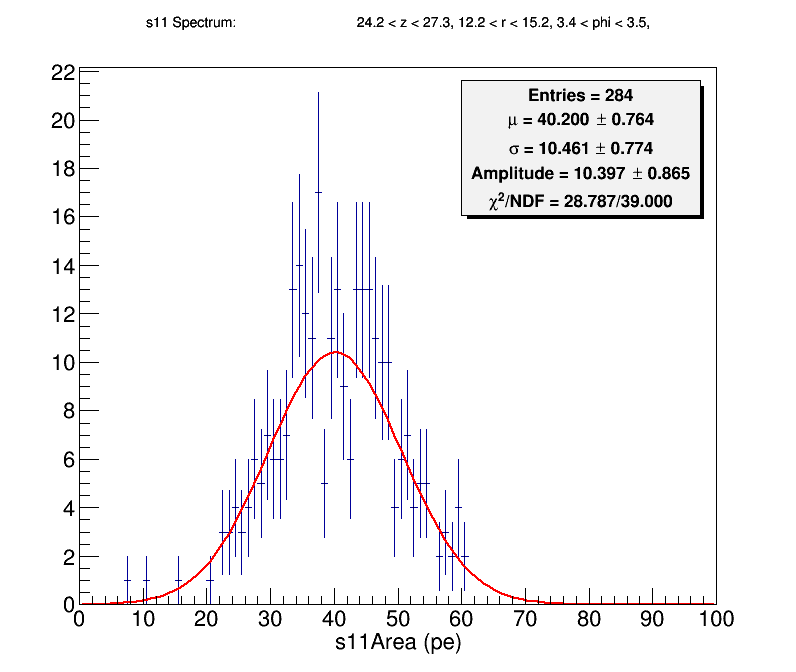 s11 Spectrum: 24.2 < z < 27.3, 12.2 < r < 15.2, 3.4 < phi < 3.5,
Entries = 284
μ = 40.200 ± 0.764
σ = 10.461 ± 0.774
Amplitude = 10.397 ± 0.865
χ²/NDF = 28.787/39.000
22
20
18
16
14
12
10
8
6
4
2
0
0 10 20 30 40 50 60 70 80 90 100
s11Area (pe)